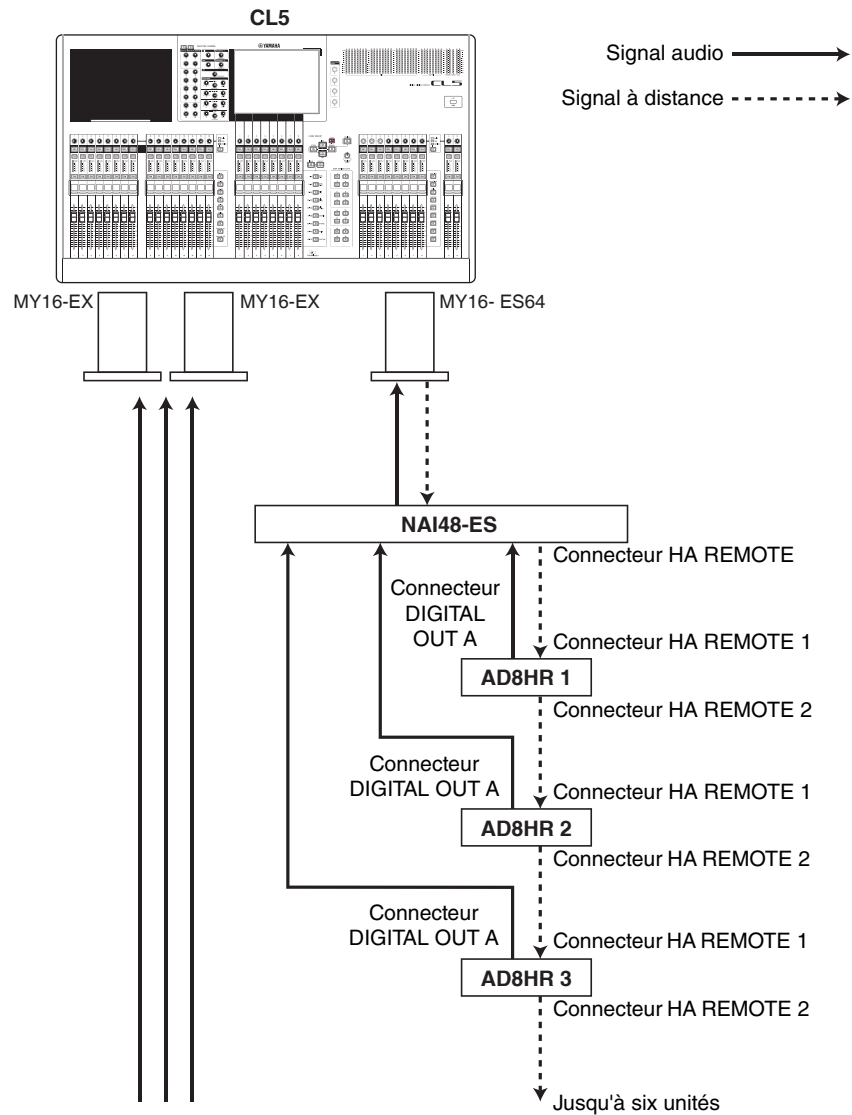 CL5
YAMAHA
CL5
Signal audio
Signal à distance
MY16-EX
MY16-EX
MY16- ES64
NAI48-ES
Connecteur HA REMOTE
Connecteur
DIGITAL
OUT A
Connecteur HA REMOTE 1
AD8HR 1
Connecteur HA REMOTE 2
Connecteur
DIGITAL OUT A
Connecteur HA REMOTE 1
AD8HR 2
Connecteur HA REMOTE 2
Connecteur
DIGITAL OUT A
Connecteur HA REMOTE 1
AD8HR 3
Connecteur HA REMOTE 2
Jusqu'à six unités